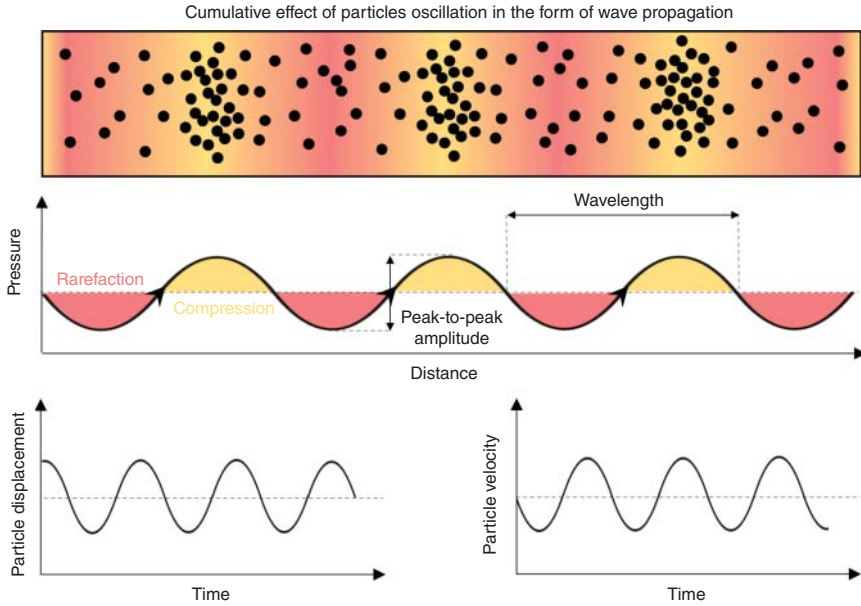 Cumulative effect of particles oscillation in the form of wave propagation
Wavelength
Pressure
Rarefaction
Compression
Peak-to-peak
amplitude
Distance
Particle displacement
Time
Particle velocity
Time